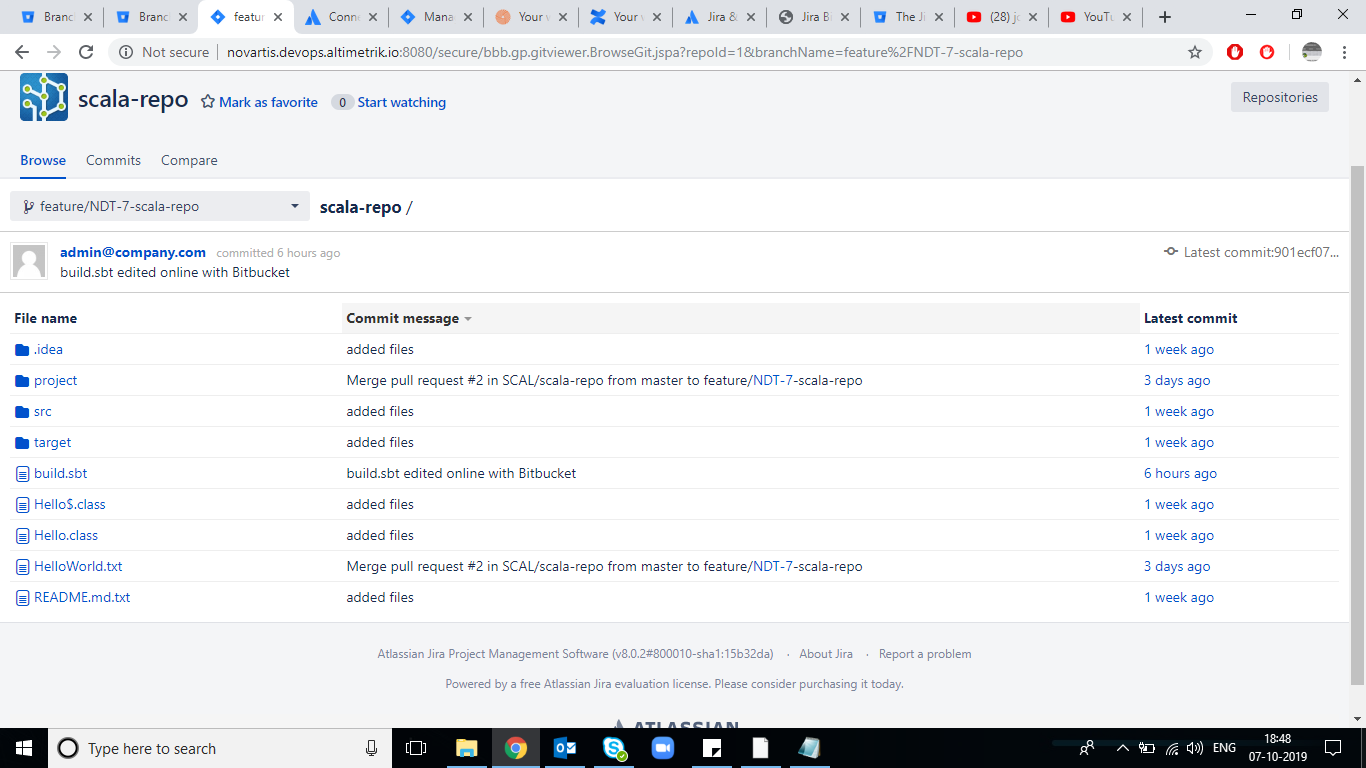 Branc
Branc
featur
Conne
Mana
Your w
Your w
Jira &
Jira Bi
The Ji
(28) jo
YouTu
Not secure novartis.devops.altimetrik.io:8080/secure/bbb.gp.gitviewer.BrowseGit.jspa?repoId=1&branchName=feature%2FNDT-7-scala-repo
scala-repo Mark as favorite 0 Start watching Repositories
Browse Commits Compare
feature/NDT-7-scala-repo scala-repo /
admin@company.com committed 6 hours ago Latest commit:901ecf07...
build.sbt edited online with Bitbucket
File name Commit message Latest commit
.idea added files 1 week ago
project Merge pull request #2 in SCAL/scala-repo from master to feature/NDT-7-scala-repo 3 days ago
src added files 1 week ago
target added files 1 week ago
build.sbt build.sbt edited online with Bitbucket 6 hours ago
Hello$.class added files 1 week ago
Hello.class added files 1 week ago
HelloWorld.txt Merge pull request #2 in SCAL/scala-repo from master to feature/NDT-7-scala-repo 3 days ago
README.md.txt added files 1 week ago
Atlassian Jira Project Management Software (v8.0.2#800010-sha1:15b32da) · About Jira · Report a problem
Powered by a free Atlassian Jira evaluation license. Please consider purchasing it today.
ATLASSIAN
Type here to search ENG 18:48
07-10-2019